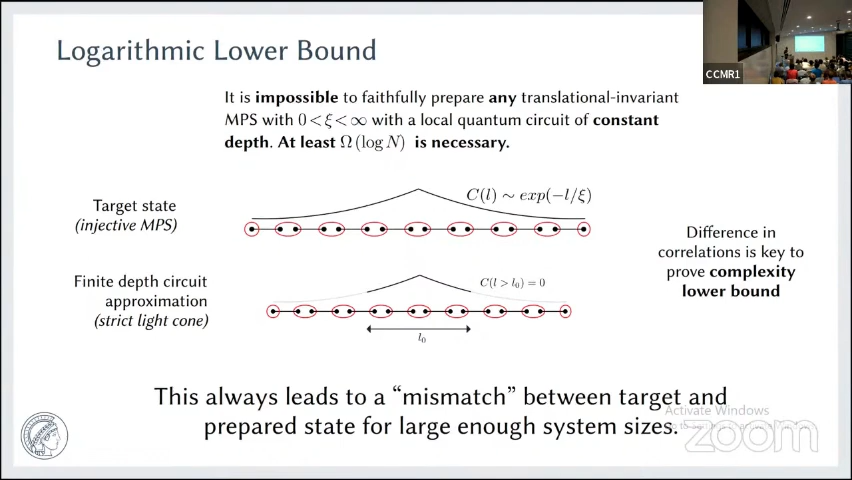 Logarithmic Lower Bound
It is impossible to faithfully prepare any translational-invariant
MPS with 0 < ξ < ∞ with a local quantum circuit of constant
depth. At least Ω (log N) is necessary.
Target state
(injective MPS)
C(l) ∼ exp(−l/ξ)
Finite depth circuit
approximation
(strict light cone)
C(l > l₀) = 0
l₀
Difference in
correlations is key to
prove complexity
lower bound
This always leads to a “mismatch” between target and
prepared state for large enough system sizes.
Activate Windows
zoom
CCMR1